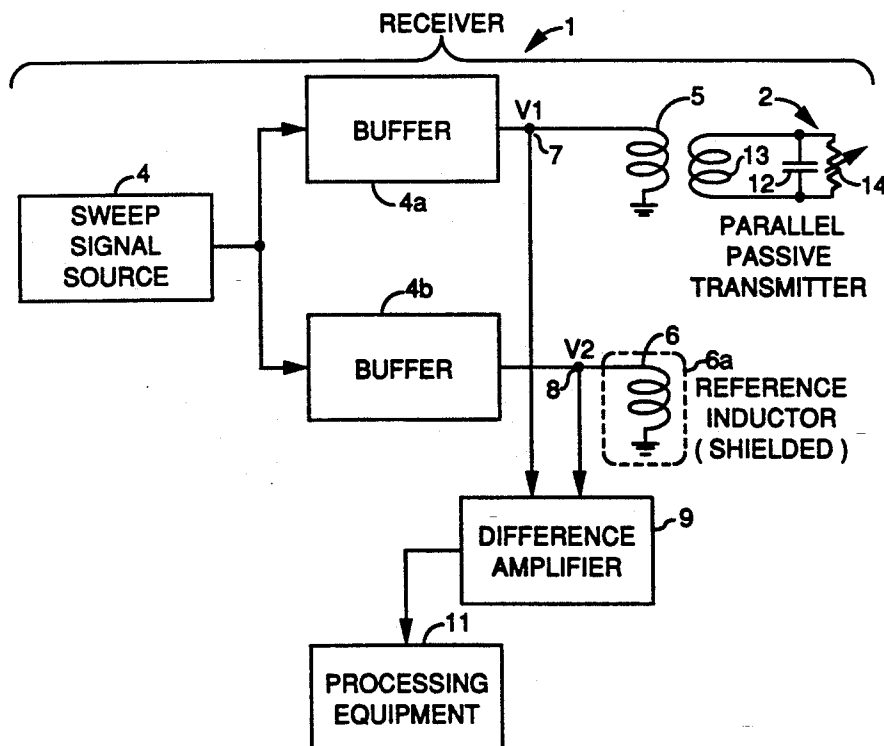 RECEIVER
1
BUFFER
4a
V1
7
5
2
13
12
14
PARALLEL
PASSIVE
TRANSMITTER
4
SWEEP
SIGNAL
SOURCE
4b
BUFFER
V2
8
6
6a
REFERENCE
INDUCTOR
( SHIELDED )
9
DIFFERENCE
AMPLIFIER
11
PROCESSING
EQUIPMENT